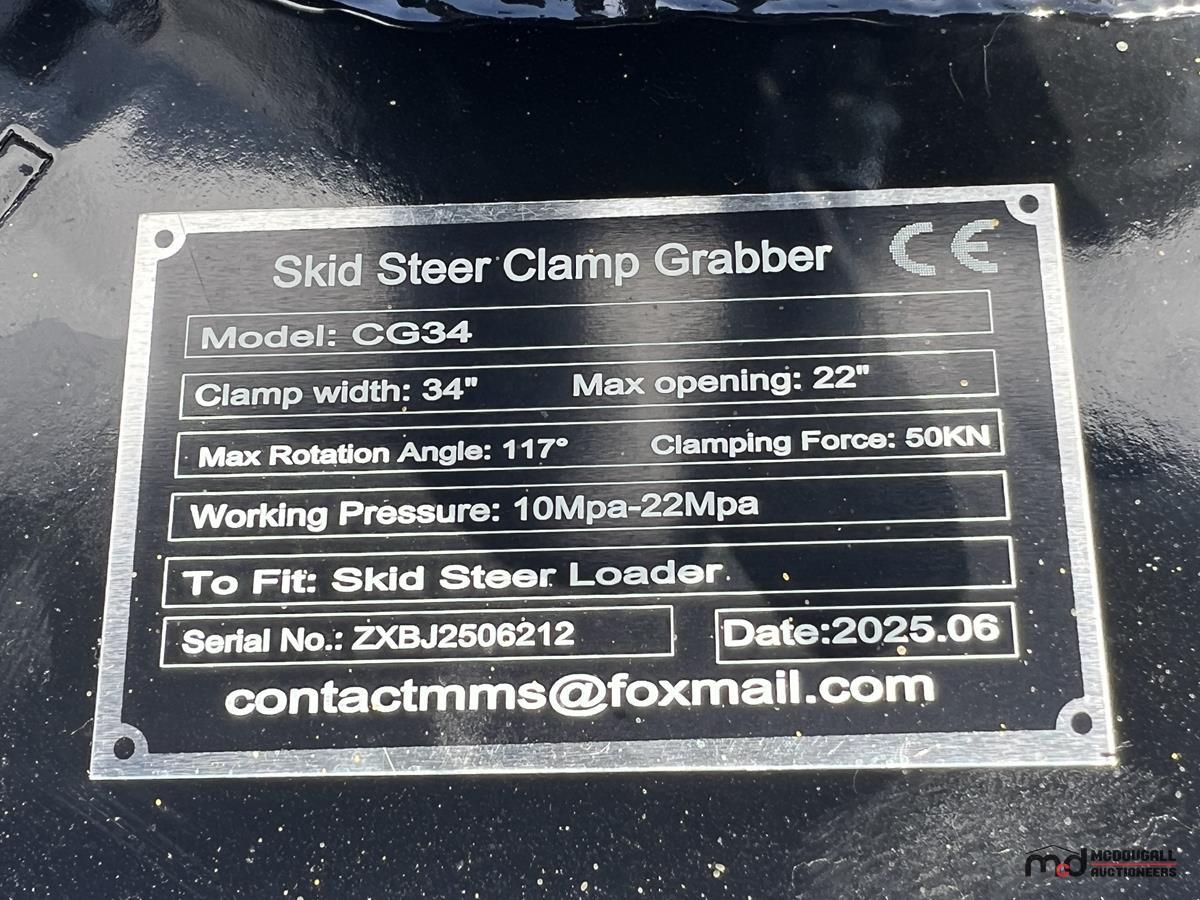 Skid Steer Clamp Grabber CE
Model: CG34
Clamp width: 34" Max opening: 22"
Max Rotation Angle: 117° Clamping Force: 50KN
Working Pressure: 10Mpa-22Mpa
To Fit: Skid Steer Loader
Serial No.: ZXBJ2506212 Date:2025.06
contactmms@foxmail.com
mcd MCDOUGALL
AUCTIONEERS